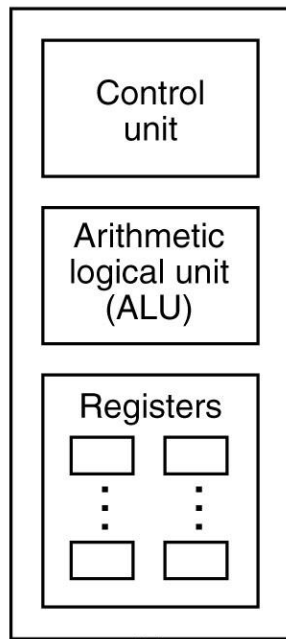 Control
unit
Arithmetic
logical unit
(ALU)
Registers